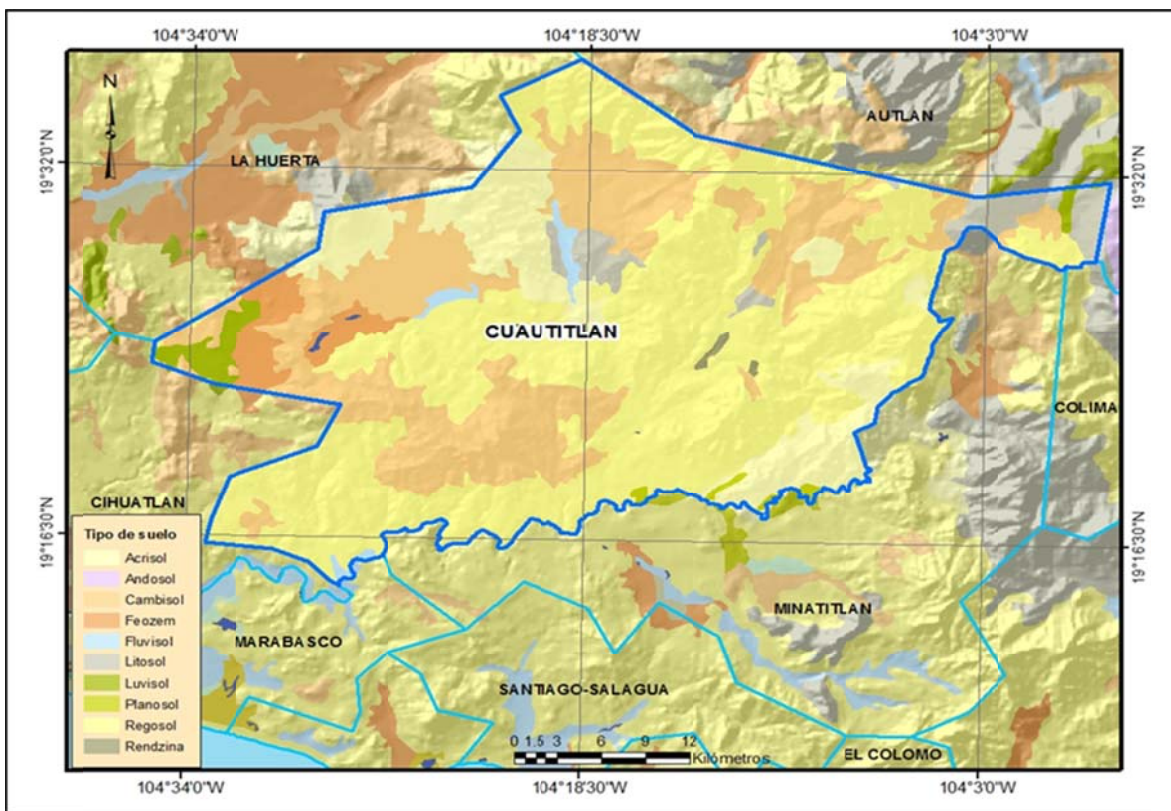 104°34'0"W 104°18'30"W 104°3'0"W
N
AUTLAN
LA HUERTA
19°32'0"N
19°32'0"N
CUAUTITLAN
COLIMA
CIHUATLAN
19°16'30"N
19°16'30"N
Tipo de suelo
Acrisol
Andosol
Cambisol
Feozem
Fluvisol
Litosol
Luvisol
Planosol
Regosol
Rendzina
MINATITLAN
MARABASCO
SANTIAGO-SALAGUA
0 1.5 3 6 9 12
Kilómetros
EL COLOMO
104°34'0"W 104°18'30"W 104°3'0"W